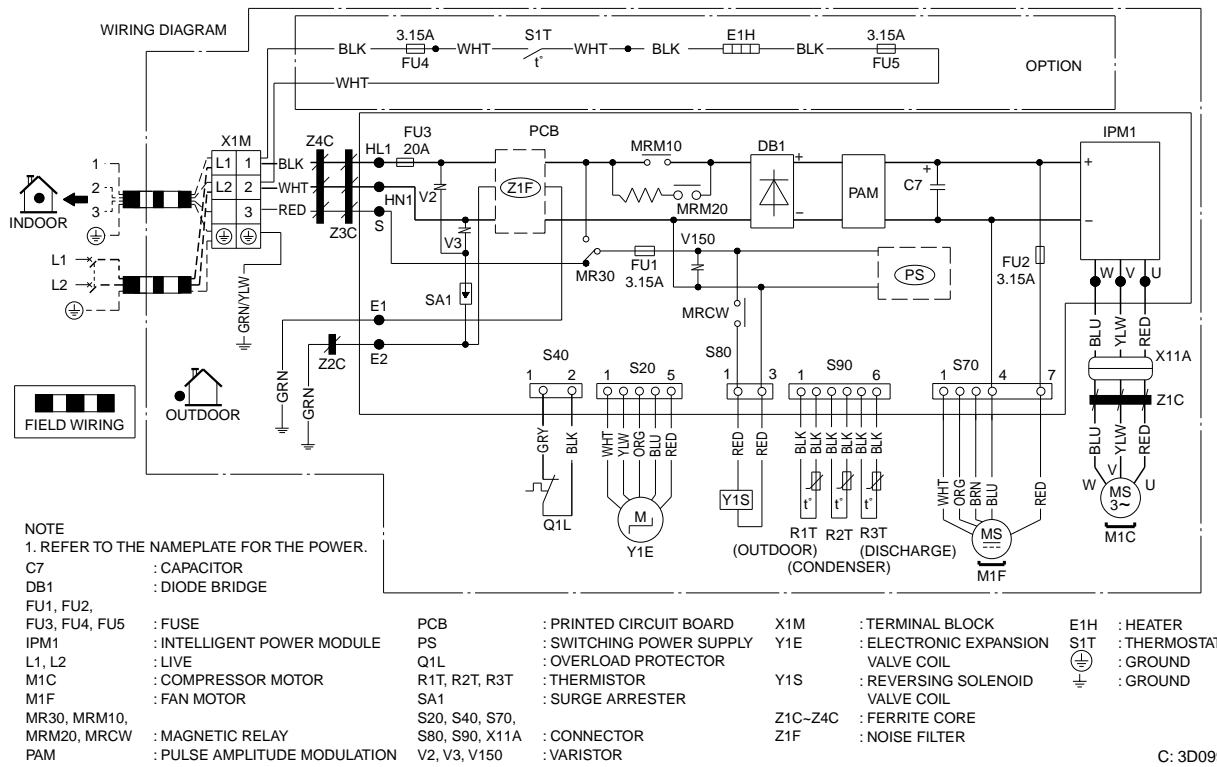 WIRING DIAGRAM
3.15A S1T E1H 3.15A
BLK WHT WHT BLK BLK
FU4 t° FU5
WHT
OPTION
X1M
L1 1
L2 2
3
BLK
WHT
RED
Z4C
Z3C
HL1
HN1
S
FU3
20A
V2
V3
SA1
PCB
Z1F
MRM10
MRM20
DB1
+
−
PAM
+
C7
IPM1
+
−
1
2
3
INDOOR
L1
L2
GRN/YLW
MR30
FU1
3.15A
V150
PS
FU2
3.15A
W V U
MRCW
E1
E2
Z2C
GRN
GRN
OUTDOOR
FIELD WIRING
S40
1 2
S20
1 5
S80
1 3
S90
1 6
S70
1 4 7
BLU YLW RED
X11A
Z1C
BLU YLW RED
W V U
MS
3~
M1C
GRY BLK
Q1L
WHT YLW ORG BLU RED
M
Y1E
RED RED
Y1S
BLK BLK BLK BLK BLK BLK
t° t° t°
R1T R2T R3T
(OUTDOOR) (DISCHARGE)
(CONDENSER)
WHT ORG BRN BLU RED
MS
M1F
NOTE
1. REFER TO THE NAMEPLATE FOR THE POWER.
C7 : CAPACITOR
DB1 : DIODE BRIDGE
FU1, FU2,
FU3, FU4, FU5 : FUSE
IPM1 : INTELLIGENT POWER MODULE
L1, L2 : LIVE
M1C : COMPRESSOR MOTOR
M1F : FAN MOTOR
MR30, MRM10,
MRM20, MRCW : MAGNETIC RELAY
PAM : PULSE AMPLITUDE MODULATION
PCB : PRINTED CIRCUIT BOARD
PS : SWITCHING POWER SUPPLY
Q1L : OVERLOAD PROTECTOR
R1T, R2T, R3T : THERMISTOR
SA1 : SURGE ARRESTER
S20, S40, S70,
S80, S90, X11A : CONNECTOR
V2, V3, V150 : VARISTOR
X1M : TERMINAL BLOCK
Y1E : ELECTRONIC EXPANSION
VALVE COIL
Y1S : REVERSING SOLENOID
VALVE COIL
Z1C~Z4C : FERRITE CORE
Z1F : NOISE FILTER
E1H : HEATER
S1T : THERMOSTAT
: GROUND
: GROUND
C: 3D09